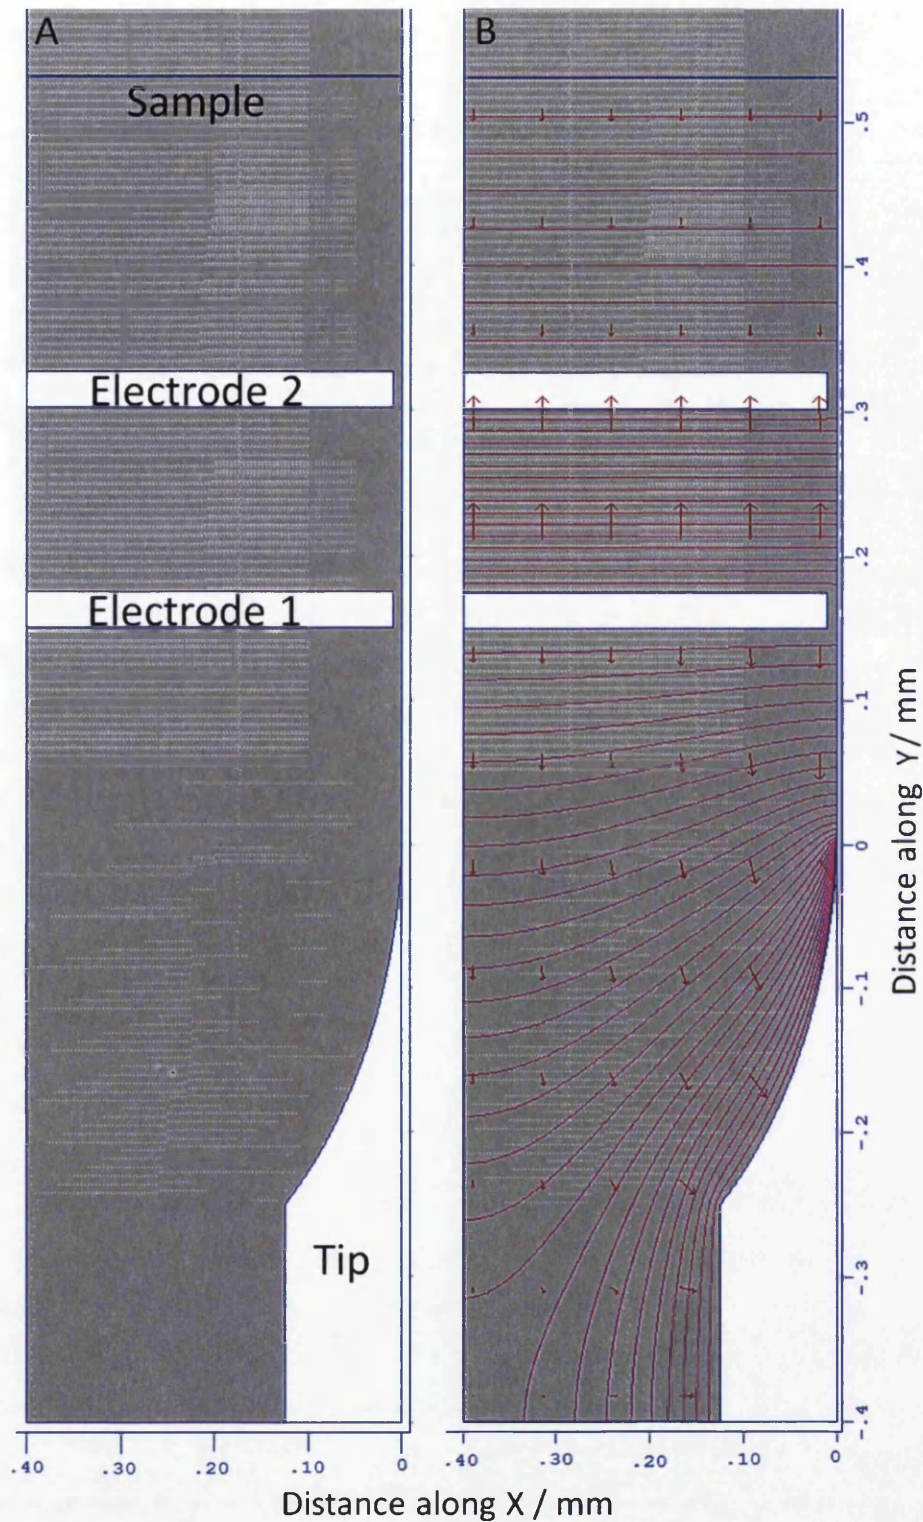 A
B
Sample
Electrode 2
Electrode 1
Tip
.5
.4
.3
.2
.1
0
-.1
-.2
-.3
-.4
Distance along Y / mm
.40 .30 .20 .10 0
.40 .30 .20 .10 0
Distance along X / mm